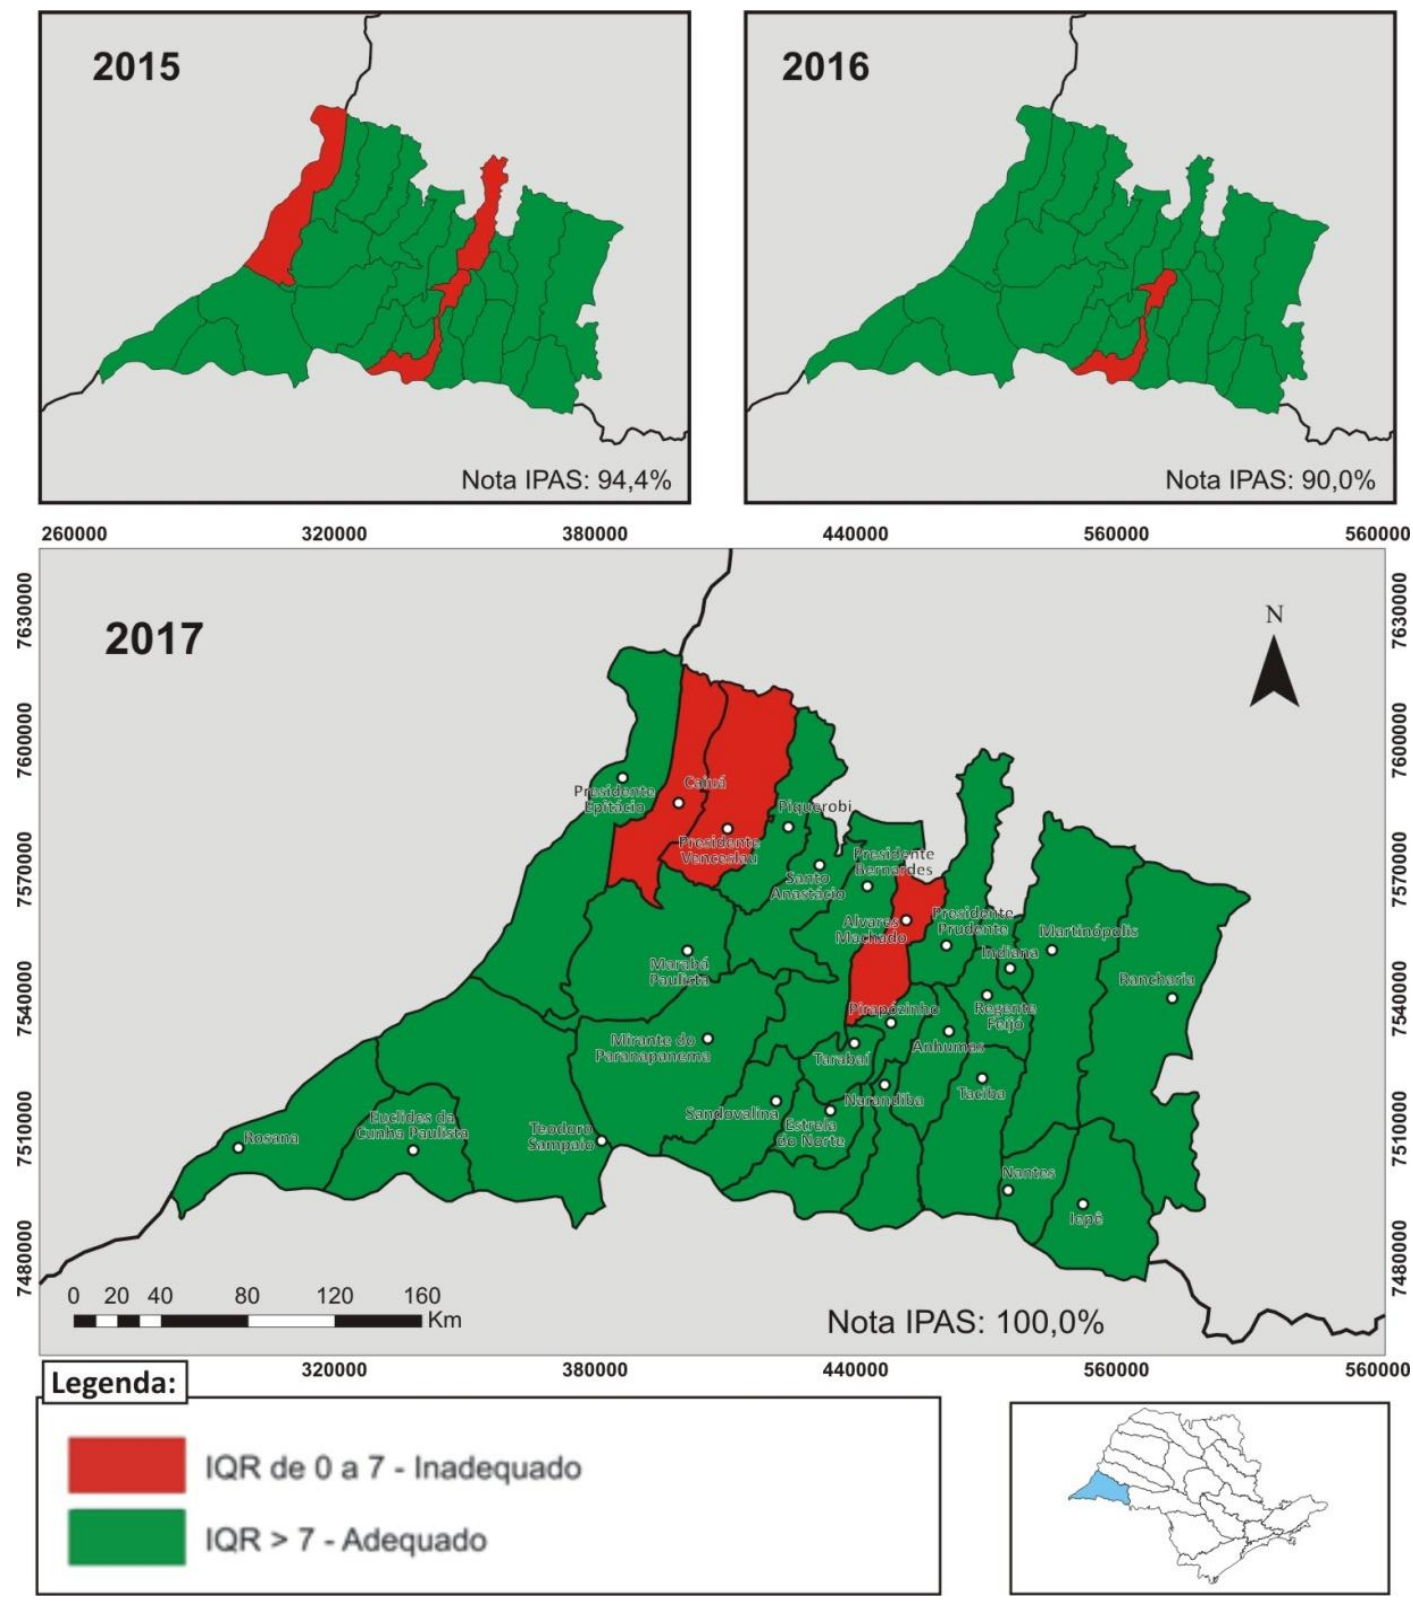 2015
Nota IPAS: 94,4%
2016
Nota IPAS: 90,0%
260000 320000 380000 440000 560000 560000
7630000
7600000
7570000
7540000
7510000
7480000
7630000
7600000
7570000
7540000
7510000
7480000
2017
N
Presidente
Epitácio
Caiuá
Presidente
Venceslau
Piquerobi
Santo
Anastácio
Presidente
Bernardes
Alvares
Machado
Presidente
Prudente
Indiana
Martinópolis
Rancharia
Marabá
Paulista
Regente
Feijó
Pirapózinho
Mirante do
Paranapanema
Tarabaí
Anhumas
Taciba
Sandovalina
Narandiba
Estrela
do Norte
Euclides da
Cunha Paulista
Rosana
Teodoro
Sampaio
Nantes
Iepê
0 20 40 80 120 160
Km
Nota IPAS: 100,0%
320000 380000 440000 560000 560000
Legenda:
IQR de 0 a 7 - Inadequado
IQR > 7 - Adequado